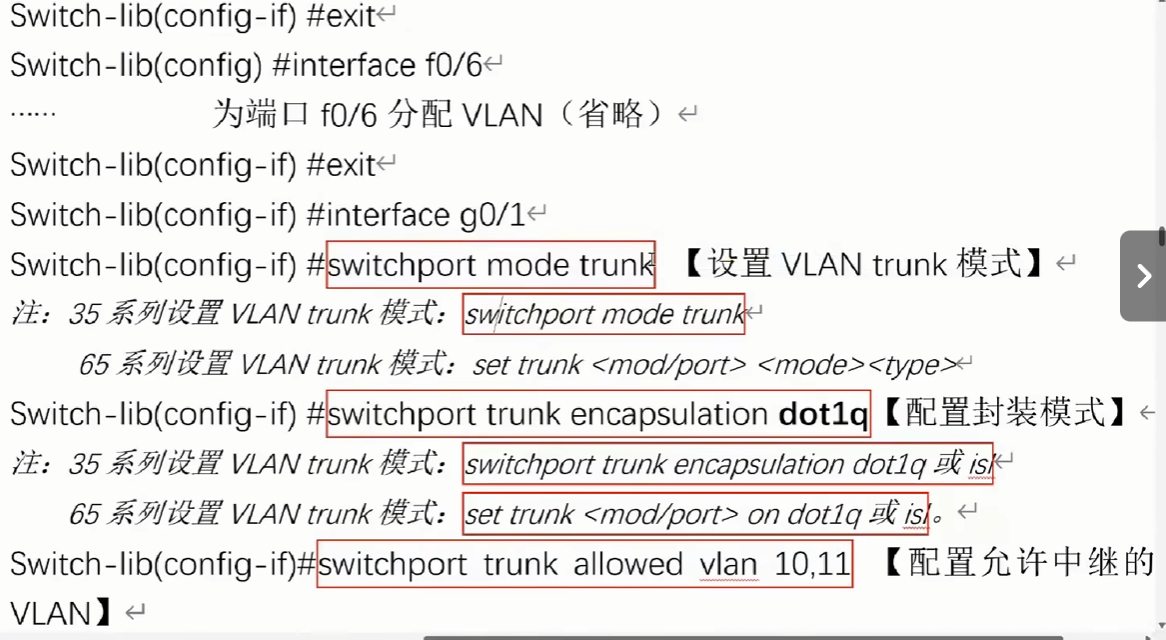 Switch-lib(config-if) #exit
Switch-lib(config) #interface f0/6
…… 为端口 f0/6 分配 VLAN（省略）
Switch-lib(config-if) #exit
Switch-lib(config-if) #interface g0/1
Switch-lib(config-if) #switchport mode trunk 【设置 VLAN trunk 模式】
注：35 系列设置 VLAN trunk 模式：switchport mode trunk
65 系列设置 VLAN trunk 模式：set trunk <mod/port> <mode><type>
Switch-lib(config-if) #switchport trunk encapsulation dot1q【配置封装模式】
注：35 系列设置 VLAN trunk 模式：switchport trunk encapsulation dot1q 或 isl
65 系列设置 VLAN trunk 模式：set trunk <mod/port> on dot1q 或 isl。
Switch-lib(config-if)#switchport trunk allowed vlan 10,11 【配置允许中继的
VLAN】